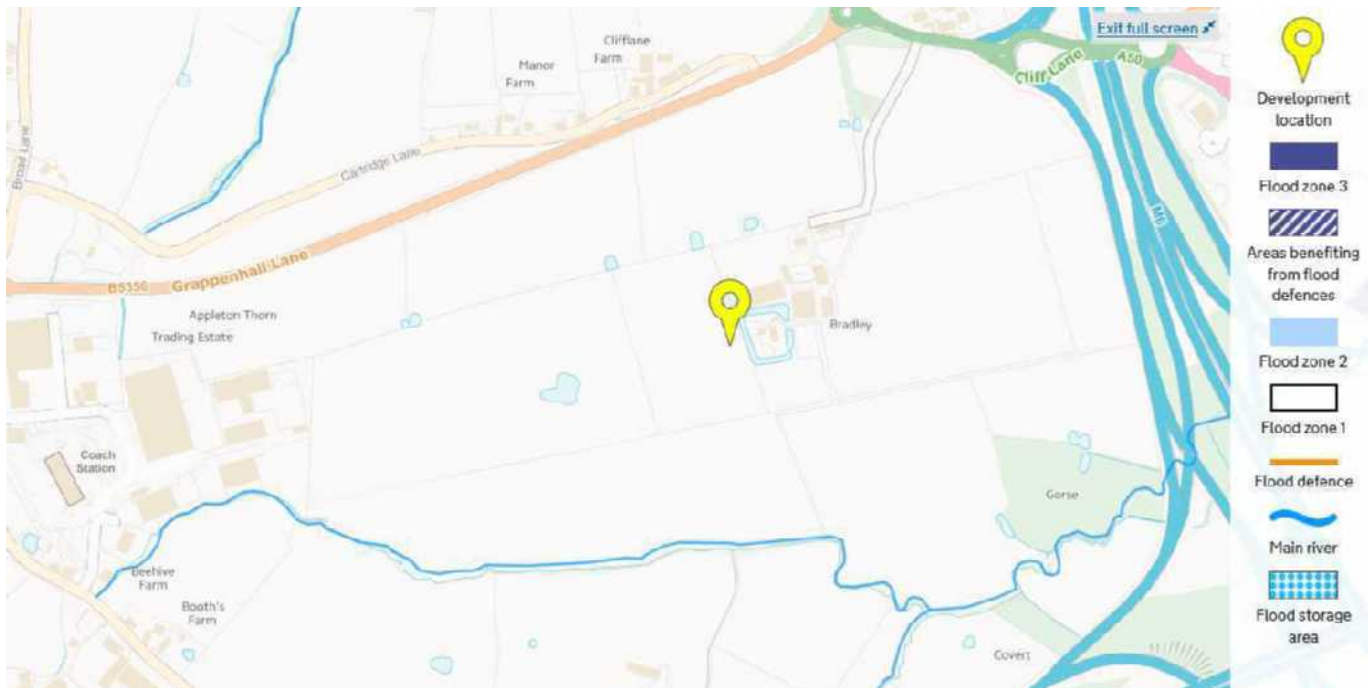 Exit full screen
Clifflane
Farm
Manor
Farm
A50
Cliff Lane
Broad Lane
Cartridge Lane
M6
B5356
Grappenhall Lane
Appleton Thorn
Trading Estate
Bradley
Coach
Station
Gorse
Beehive
Farm
Booth's
Farm
Covert
Development
location
Flood zone 3
Areas benefiting
from flood
defences
Flood zone 2
Flood zone 1
Flood defence
Main river
Flood storage
area